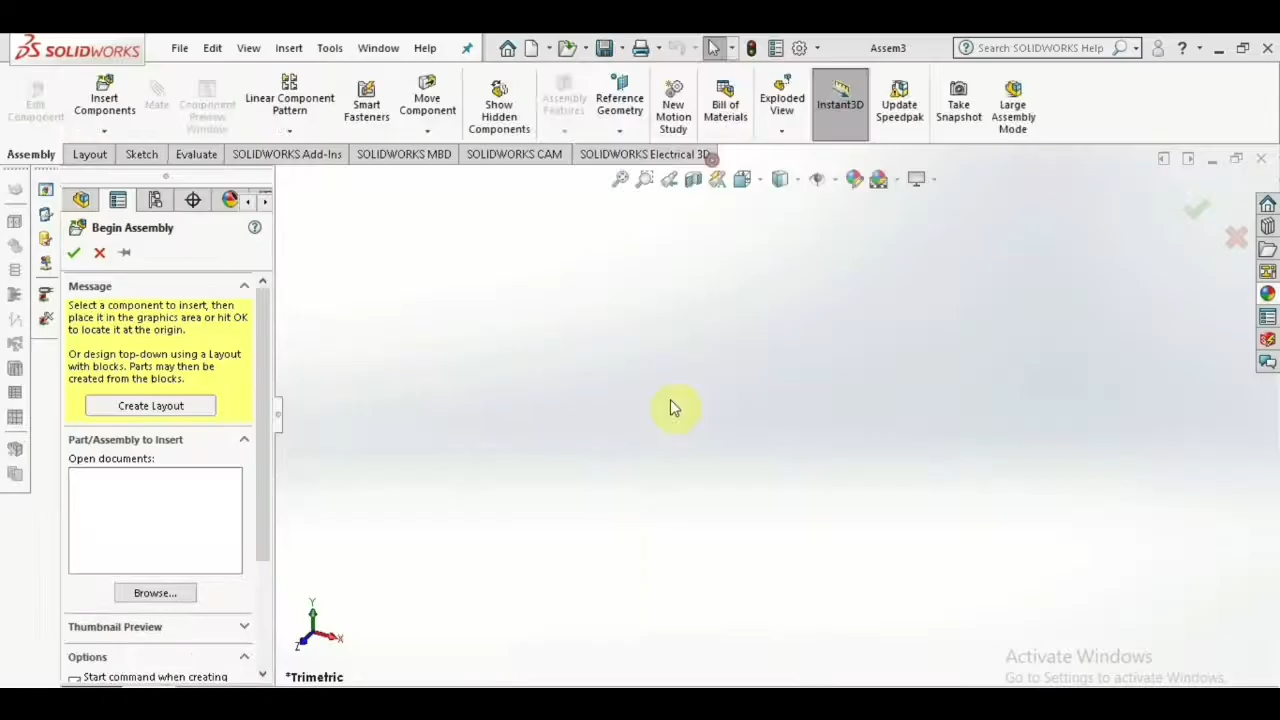 SOLIDWORKS File Edit View Insert Tools Window Help Assem3 Search SOLIDWORKS Help ?
Edit Component
Insert Components
Mate
Component Preview Window
Linear Component Pattern
Smart Fasteners
Move Component
Show Hidden Components
Assembly Features
Reference Geometry
New Motion Study
Bill of Materials
Exploded View
Instant3D
Update Speedpak
Take Snapshot
Large Assembly Mode
Assembly Layout Sketch Evaluate SOLIDWORKS Add-Ins SOLIDWORKS MBD SOLIDWORKS CAM SOLIDWORKS Electrical 3D
Begin Assembly ?
Message
Select a component to insert, then
place it in the graphics area or hit OK
to locate it at the origin.
Or design top-down using a Layout
with blocks. Parts may then be
created from the blocks.
Create Layout
Part/Assembly to Insert
Open documents:
Browse...
Thumbnail Preview
Options
Start command when creating
Y
X
Z
*Trimetric
Activate Windows
Go to Settings to activate Windows.